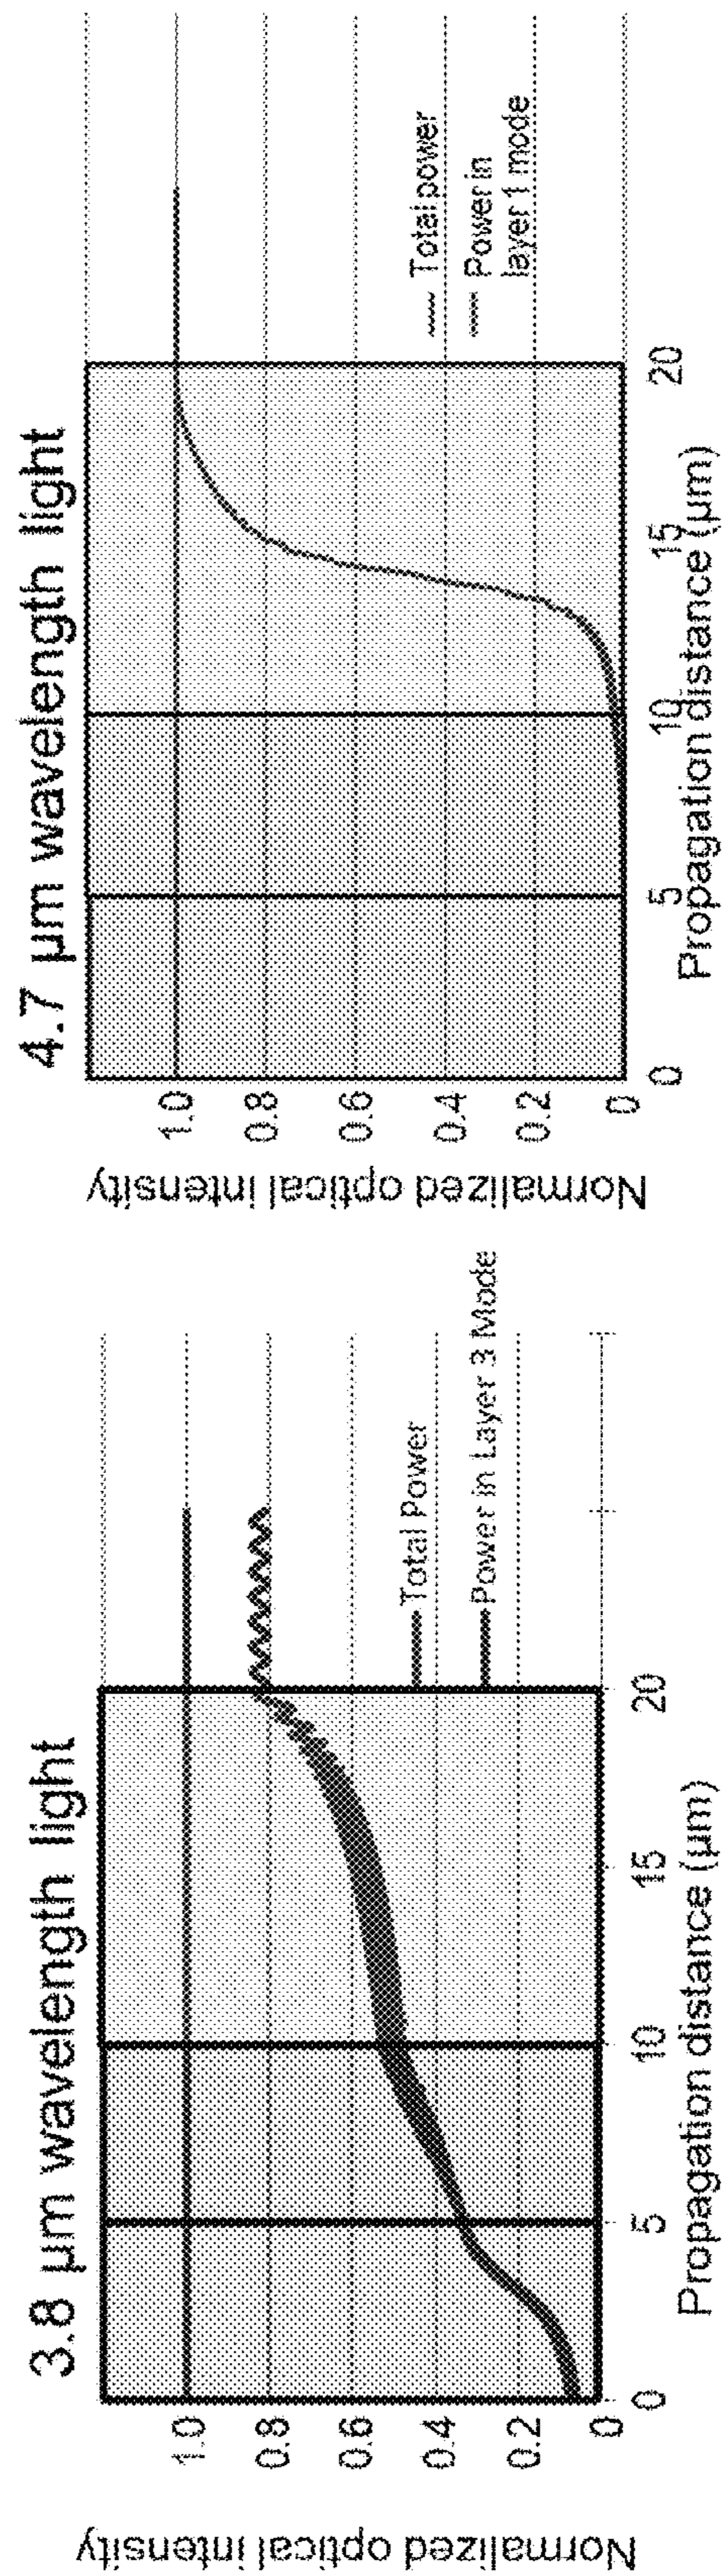 3.8 µm wavelength light
Normalized optical intensity
1.0
0.8
0.6
0.4
0.2
0
0
5
10
15
20
Propagation distance (µm)
Total Power
Power in Layer 3 Mode
4.7 µm wavelength light
Normalized optical intensity
1.0
0.8
0.6
0.4
0.2
0
0
5
10
15
20
Propagation distance (µm)
Total power
Power in
layer 1 mode